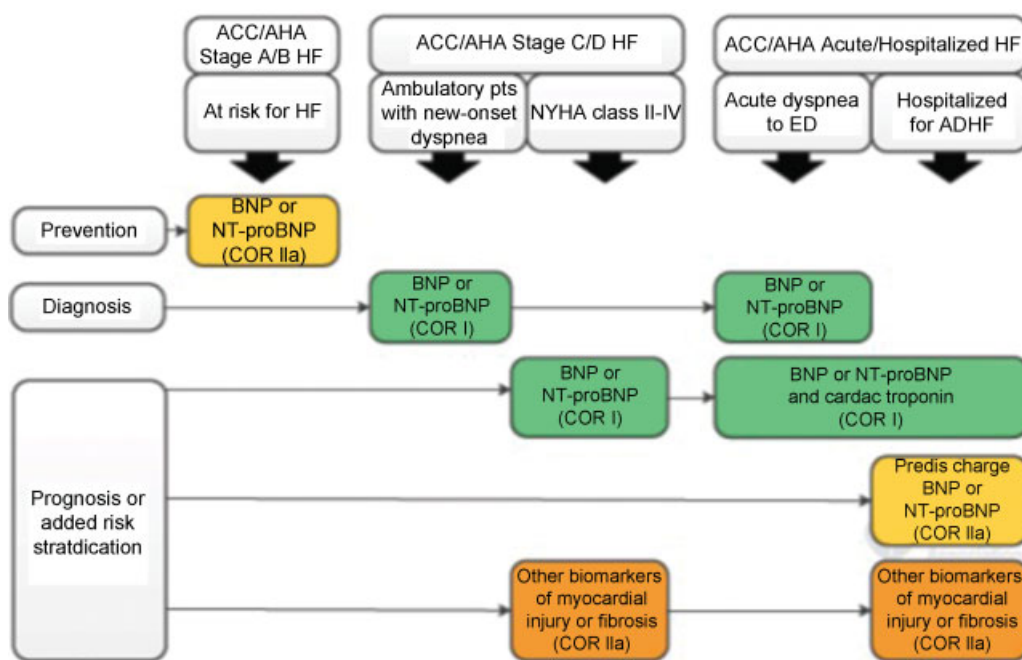 ACC/AHA
Stage A/B HF
ACC/AHA Stage C/D HF
ACC/AHA Acute/Hospitalized HF
At risk for HF
Ambulatory pts
with new-onset
dyspnea
NYHA class II-IV
Acute dyspnea
to ED
Hospitalized
for ADHF
Prevention
BNP or
NT-proBNP
(COR IIa)
Diagnosis
BNP or
NT-proBNP
(COR I)
BNP or
NT-proBNP
(COR I)
Prognosis or
added risk
stratdication
BNP or
NT-proBNP
(COR I)
BNP or NT-proBNP
and cardac troponin
(COR I)
Predis charge
BNP or
NT-proBNP
(COR IIa)
Other biomarkers
of myocardial
injury or fibrosis
(COR IIa)
Other biomarkers
of myocardial
injury or fibrosis
(COR IIa)